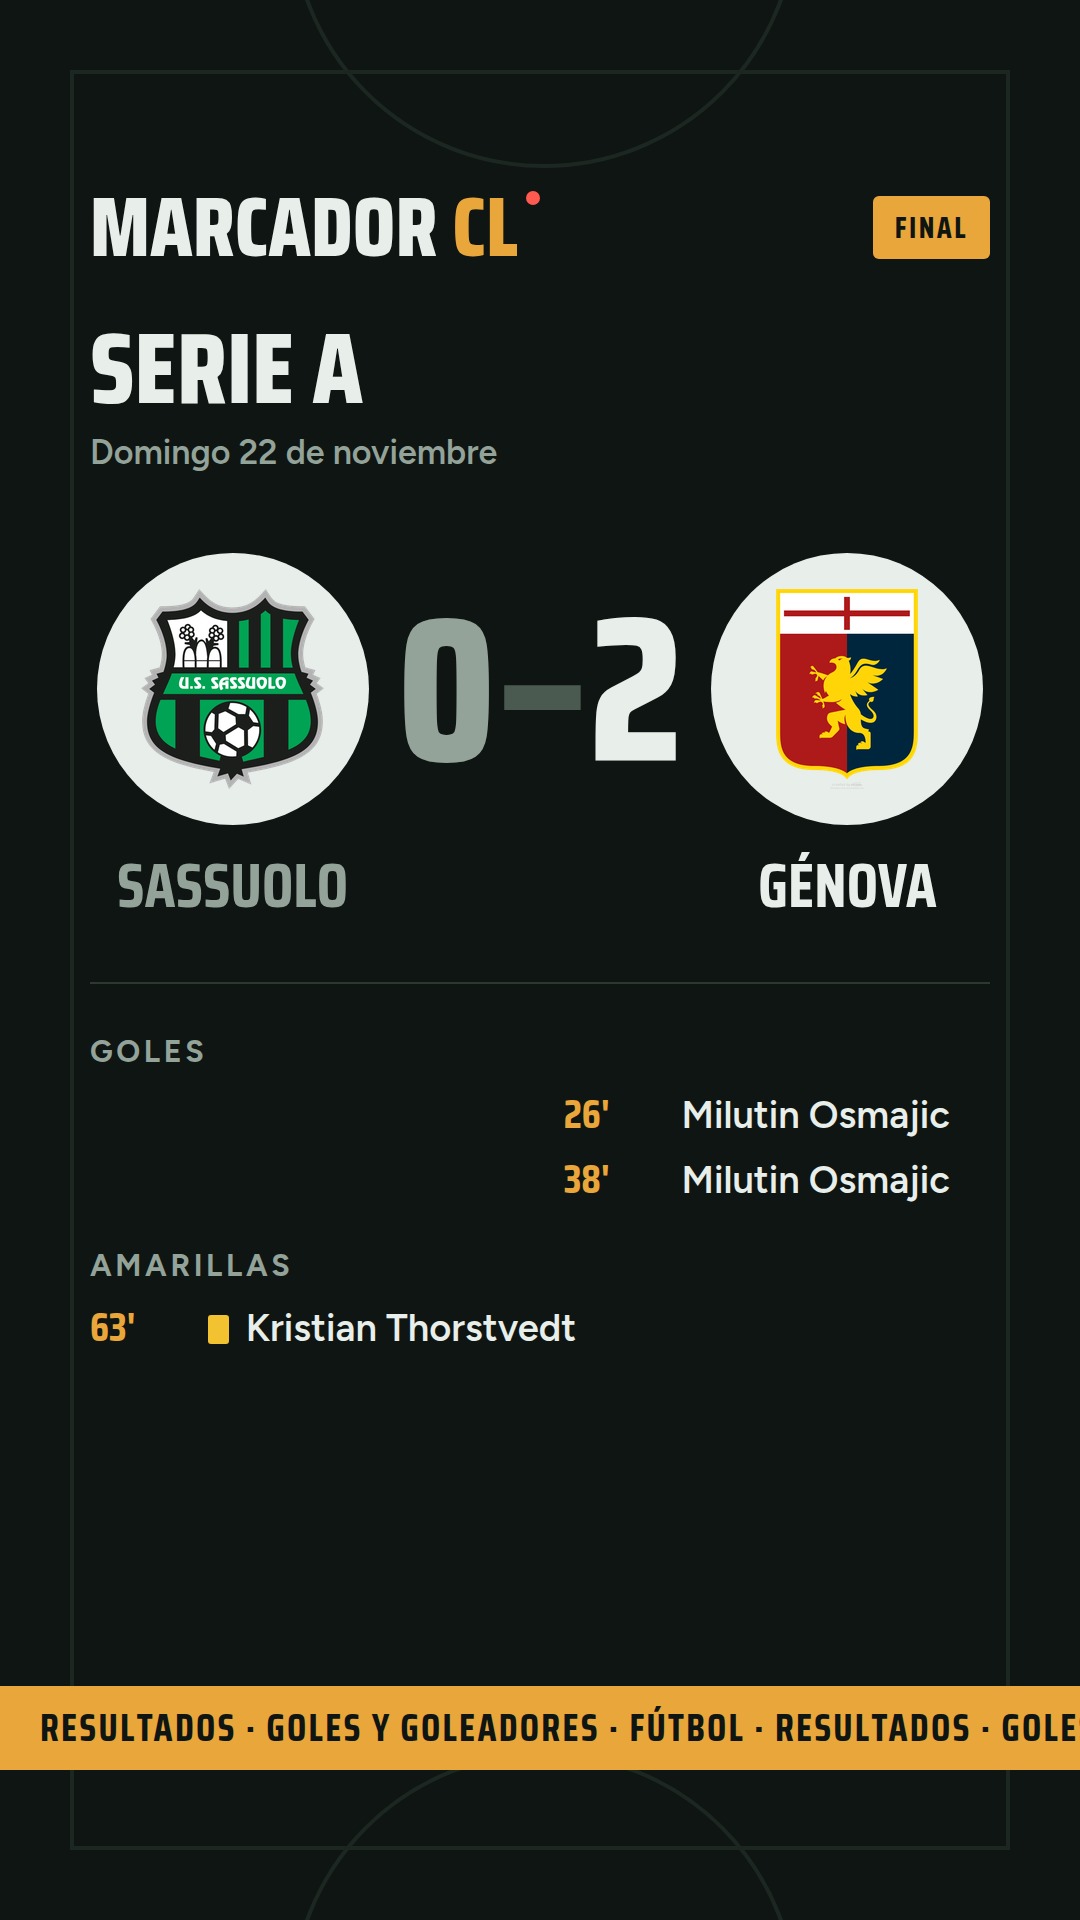 MARCADOR CL
FINAL
SERIE A
Domingo 22 de noviembre
U.S. SASSUOLO
0-2
SASSUOLO
GÉNOVA
GOLES
26' Milutin Osmajic
38' Milutin Osmajic
AMARILLAS
63' Kristian Thorstvedt
RESULTADOS · GOLES Y GOLEADORES · FÚTBOL · RESULTADOS · GOLE